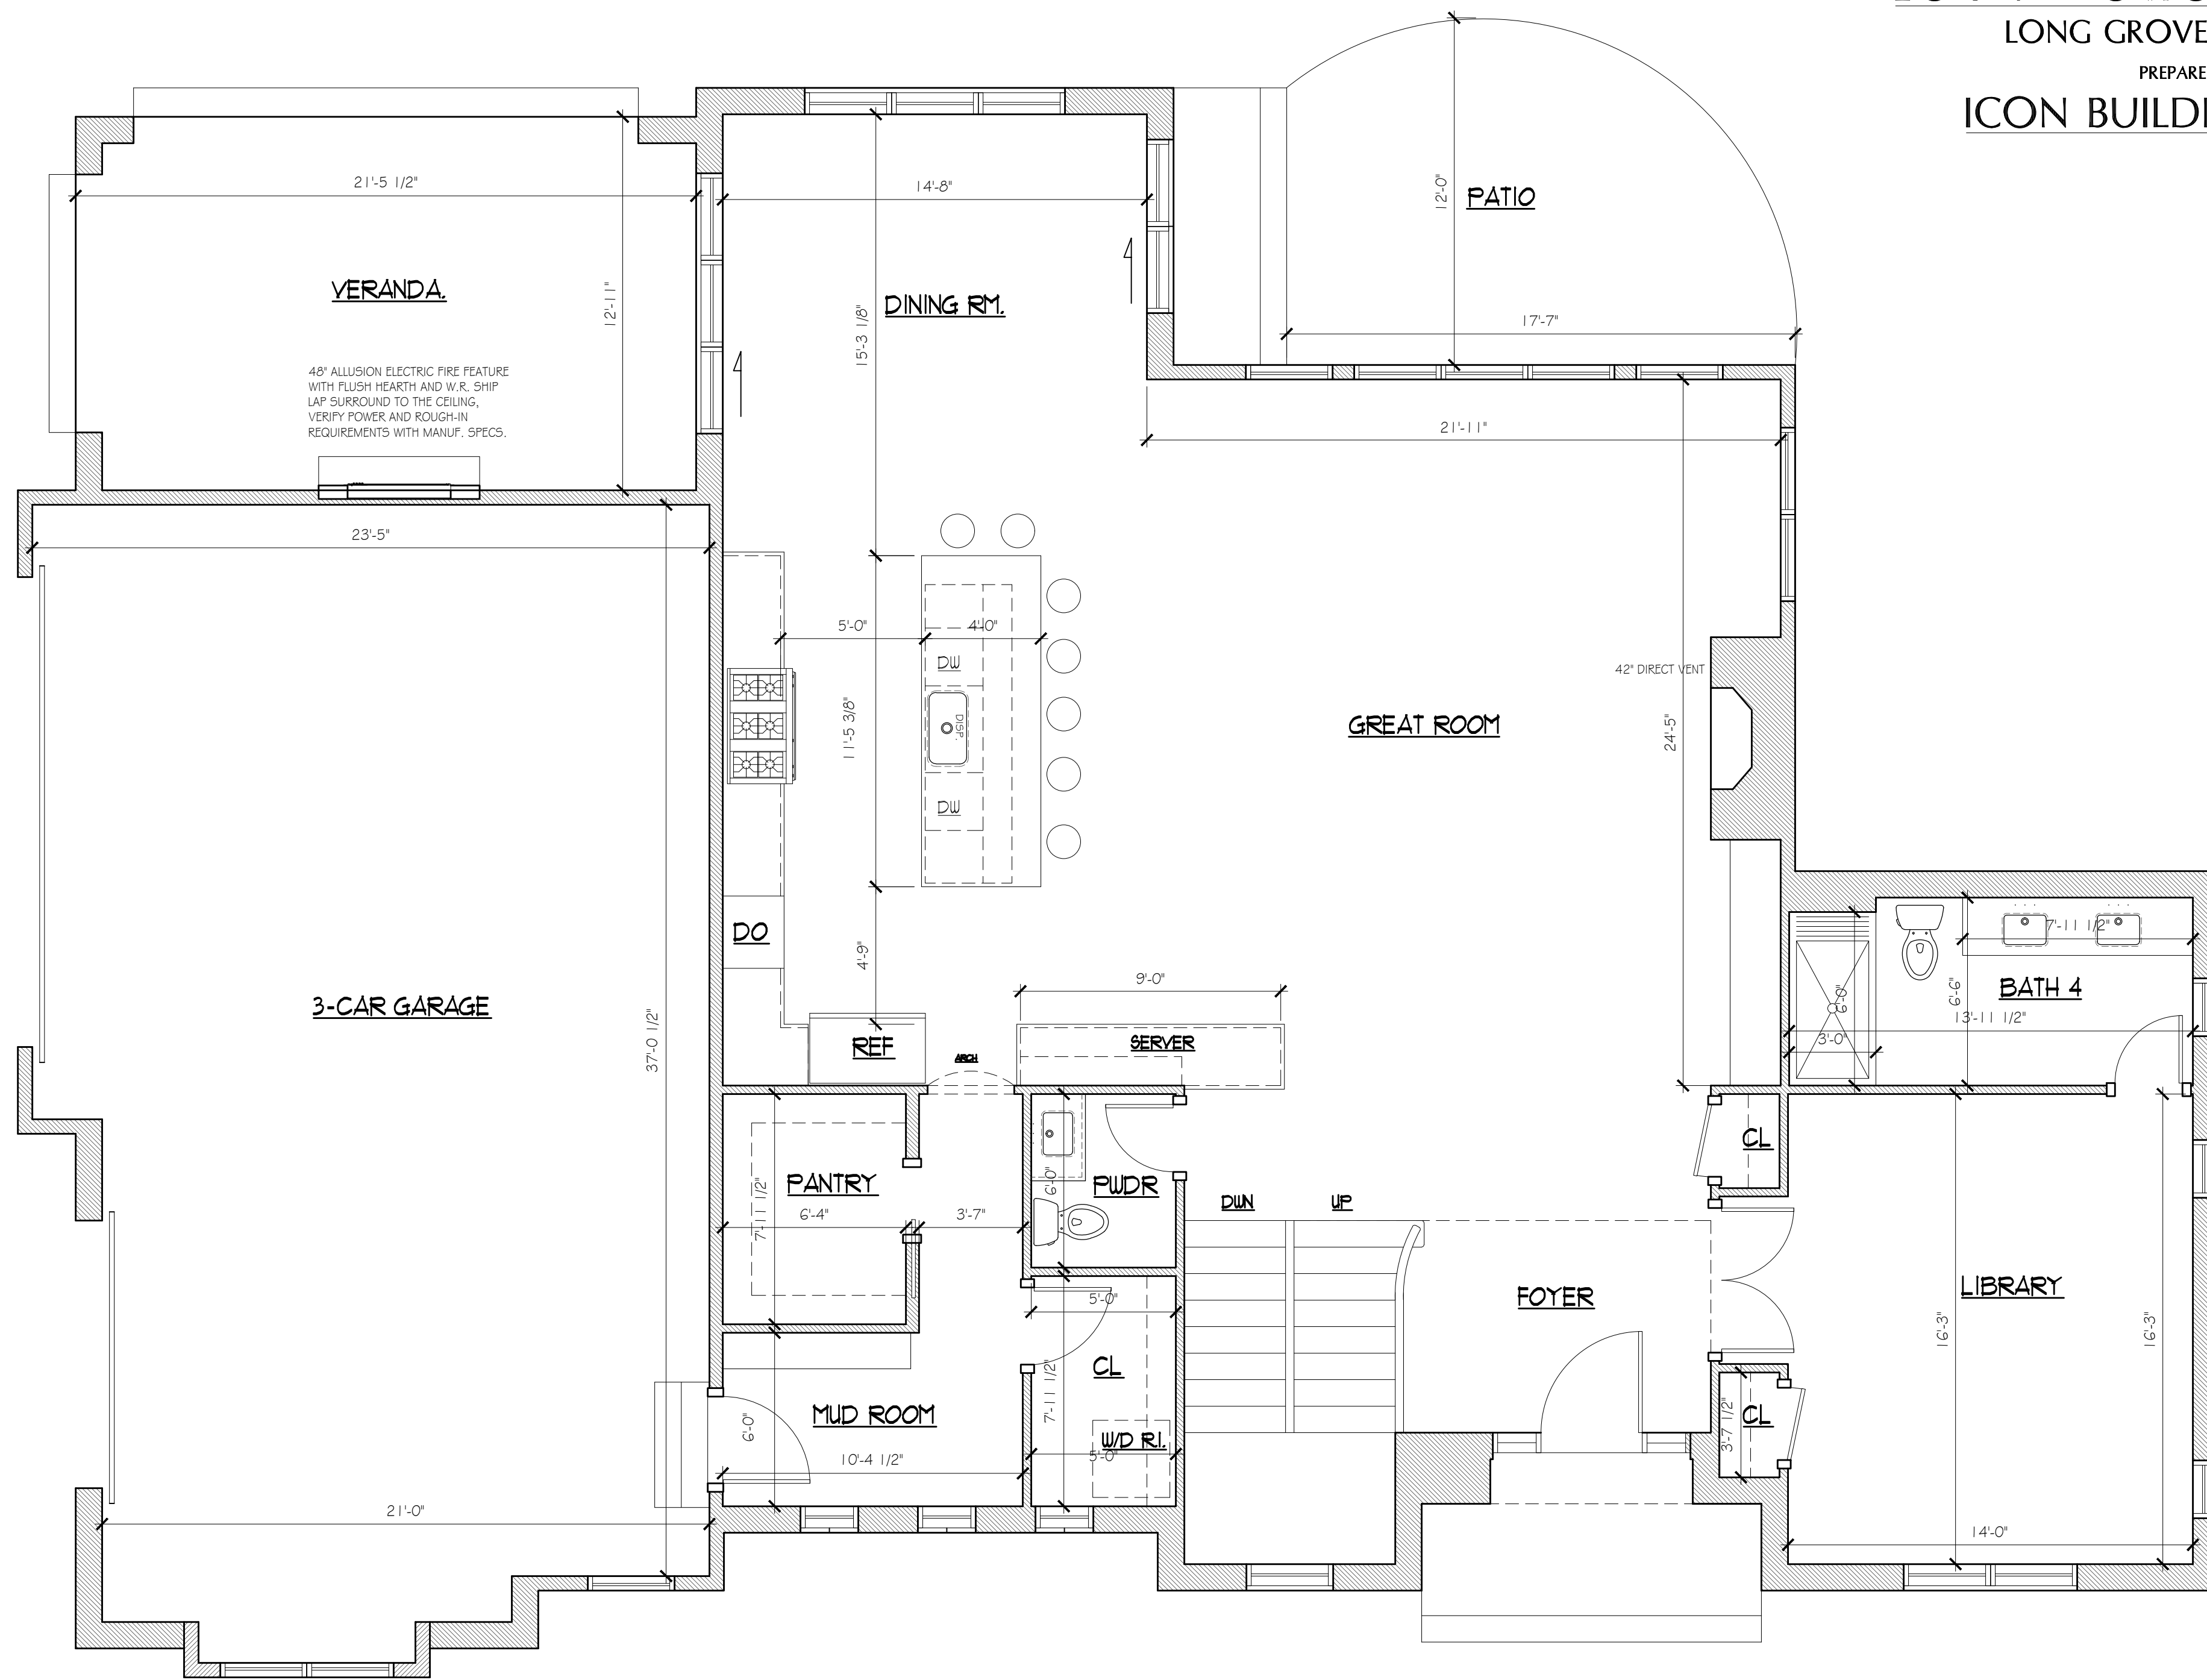 LONG GROVE
PREPARE
ICON BUILDI
21'-5 1/2"
14'-8"
12'-0"
PATIO
VERANDA.
12'-11"
DINING RM.
15'-3 1/8"
17'-7"
48" ALLUSION ELECTRIC FIRE FEATURE
WITH FLUSH HEARTH AND W.R. SHIP
LAP SURROUND TO THE CEILING,
VERIFY POWER AND ROUGH-IN
REQUIREMENTS WITH MANUF. SPECS.
21'-11"
23'-5"
5'-0"
4'-0"
DW
42" DIRECT VENT
DISP.
11'-5 3/8"
GREAT ROOM
24'-5"
DW
DO
4'-9"
7'-11 1/2"
9'-0"
BATH 4
6'-0"
6'-6"
3-CAR GARAGE
13'-11 1/2"
37'-0 1/2"
REF
ARCH
SERVER
3'-0"
CL
PANTRY
7'-11 1/2"
6'-4"
3'-7"
6'-0"
PWDR
DWN
UP
FOYER
LIBRARY
5'-0"
16'-3"
16'-3"
CL
7'-11 1/2"
MUD ROOM
6'-0"
CL
3'-7 1/2"
W/D R.I.
5'-0"
10'-4 1/2"
21'-0"
14'-0"